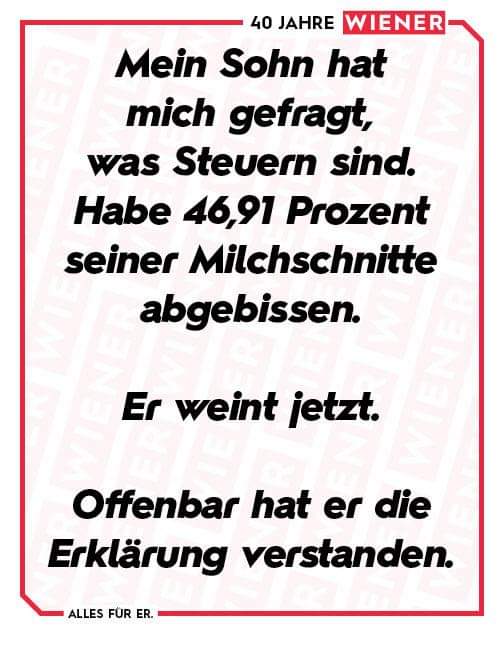 40 JAHRE WIENER
Mein Sohn hat
mich gefragt,
was Steuern sind.
Habe 46,91 Prozent
seiner Milchschnitte
abgebissen.
Er weint jetzt.
Offenbar hat er die
Erklärung verstanden.
ALLES FÜR ER.